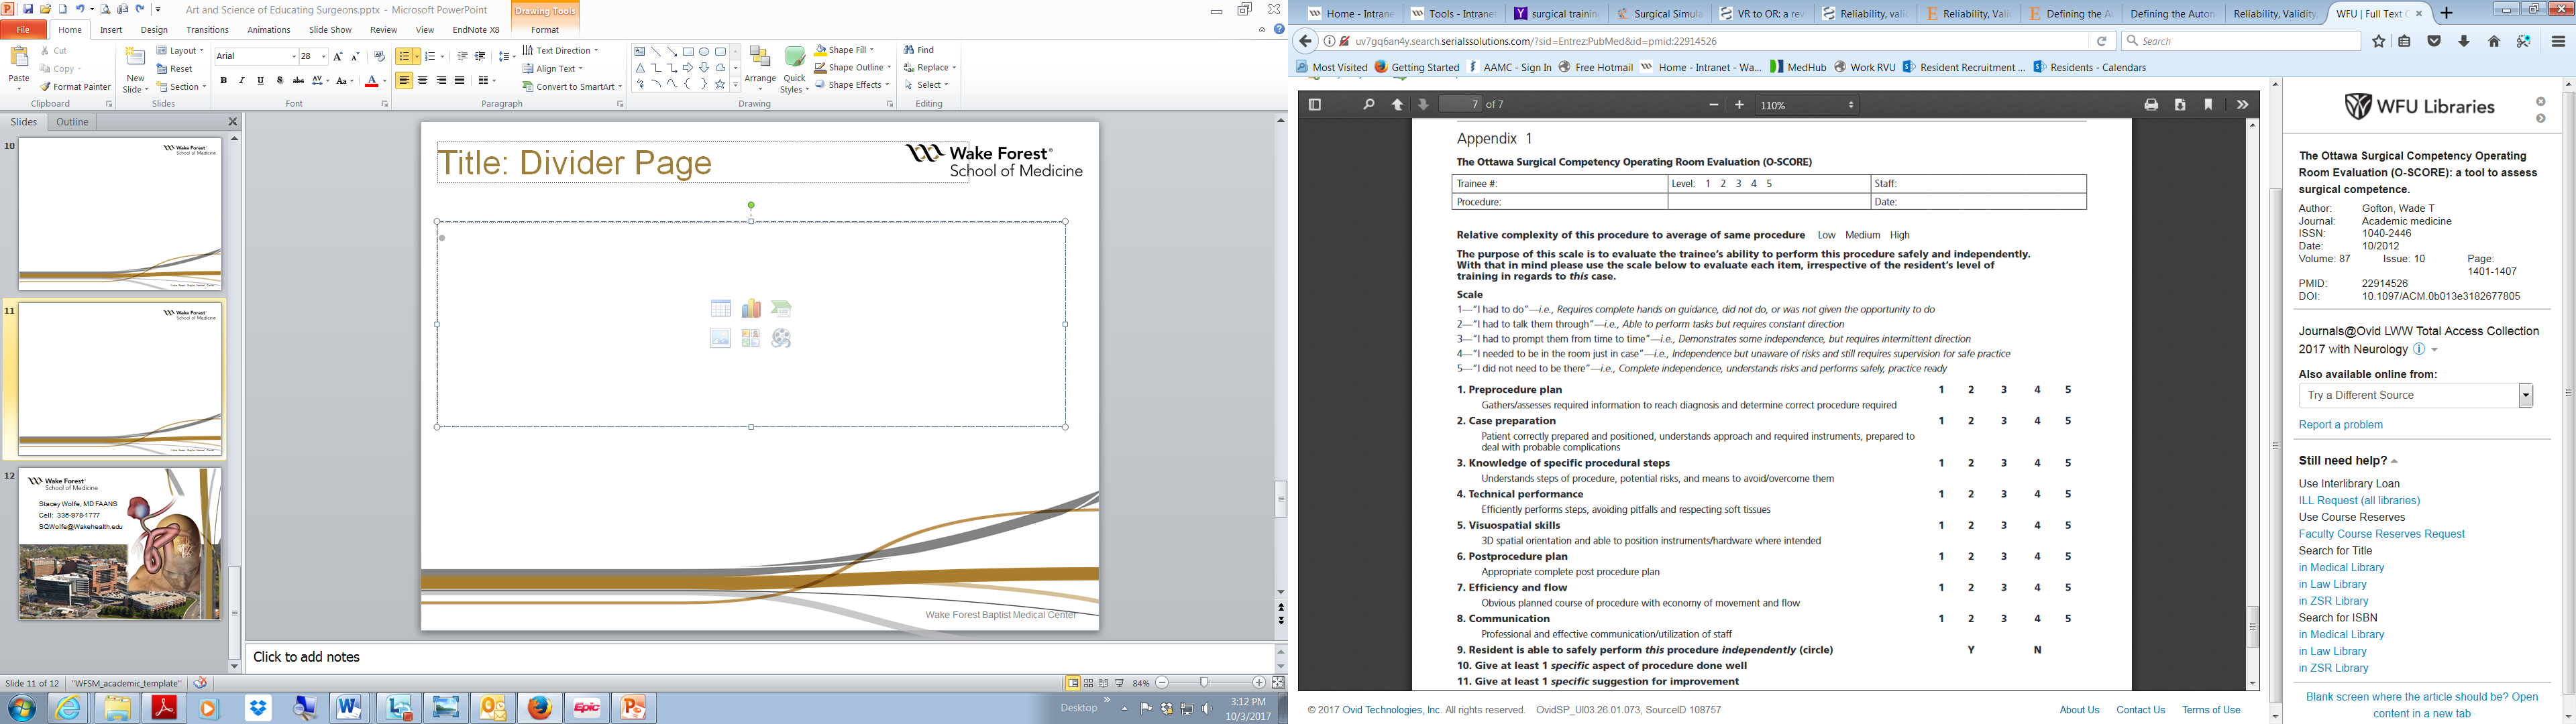 Art and Science of Educating Surgeons.pptx - Microsoft PowerPoint
Drawing Tools
File Home Insert Design Transitions Animations Slide Show Review View EndNote X8 Format
Paste
Cut
Copy
Format Painter
Clipboard
New Slide
Layout
Reset
Section
Slides
Arial 28
Font
Text Direction
Align Text
Convert to SmartArt
Paragraph
Arrange
Quick Styles
Shape Fill
Shape Outline
Shape Effects
Drawing
Find
Replace
Select
Editing
Slides Outline
10
Wake Forest
School of Medicine
11
Wake Forest
School of Medicine
12
Wake Forest
School of Medicine
Stacey Wolfe, MD FAANS
Cell: 336-978-1777
SQWolfe@Wakehealth.edu
Title: Divider Page
Wake Forest®
School of Medicine
Wake Forest Baptist Medical Center
Click to add notes
Slide 11 of 12 "WFSM_academic_template" 84%
Epic
Desktop
3:12 PM
10/3/2017
Home - Intrane Tools - Intranet surgical training Surgical Simula VR to OR: a rev Reliability, vali Reliability, Vali Defining the Au Defining the Auton Reliability, Validity, WFU | Full Text
uv7gq6an4y.search.serialssolutions.com/?sid=Entrez:PubMed&id=pmid:22914526
Search
Most Visited Getting Started AAMC - Sign In Free Hotmail Home - Intranet - Wa... MedHub Work RVU Resident Recruitment ... Residents - Calendars
7 of 7 110%
Appendix 1
The Ottawa Surgical Competency Operating Room Evaluation (O-SCORE)
Trainee #: Level: 1 2 3 4 5 Staff:
Procedure: Date:
Relative complexity of this procedure to average of same procedure Low Medium High
The purpose of this scale is to evaluate the trainee's ability to perform this procedure safely and independently.
With that in mind please use the scale below to evaluate each item, irrespective of the resident's level of
training in regards to this case.
Scale
1—"I had to do"—i.e., Requires complete hands on guidance, did not do, or was not given the opportunity to do
2—"I had to talk them through"—i.e., Able to perform tasks but requires constant direction
3—"I had to prompt them from time to time"—i.e., Demonstrates some independence, but requires intermittent direction
4—"I needed to be in the room just in case"—i.e., Independence but unaware of risks and still requires supervision for safe practice
5—"I did not need to be there"—i.e., Complete independence, understands risks and performs safely, practice ready
1. Preprocedure plan 1 2 3 4 5
Gathers/assesses required information to reach diagnosis and determine correct procedure required
2. Case preparation 1 2 3 4 5
Patient correctly prepared and positioned, understands approach and required instruments, prepared to
deal with probable complications
3. Knowledge of specific procedural steps 1 2 3 4 5
Understands steps of procedure, potential risks, and means to avoid/overcome them
4. Technical performance 1 2 3 4 5
Efficiently performs steps, avoiding pitfalls and respecting soft tissues
5. Visuospatial skills 1 2 3 4 5
3D spatial orientation and able to position instruments/hardware where intended
6. Postprocedure plan 1 2 3 4 5
Appropriate complete post procedure plan
7. Efficiency and flow 1 2 3 4 5
Obvious planned course of procedure with economy of movement and flow
8. Communication 1 2 3 4 5
Professional and effective communication/utilization of staff
9. Resident is able to safely perform this procedure independently (circle) Y N
10. Give at least 1 specific aspect of procedure done well
11. Give at least 1 specific suggestion for improvement
© 2017 Ovid Technologies, Inc. All rights reserved. OvidSP_UI03.26.01.073, SourceID 108757
About Us Contact Us Terms of Use
WFU Libraries
The Ottawa Surgical Competency Operating
Room Evaluation (O-SCORE): a tool to assess
surgical competence.
Author: Gofton, Wade T
Journal: Academic medicine
ISSN: 1040-2446
Date: 10/2012
Volume: 87 Issue: 10 Page:
1401-1407
PMID: 22914526
DOI: 10.1097/ACM.0b013e3182677805
Journals@Ovid LWW Total Access Collection
2017 with Neurology
Also available online from:
Try a Different Source
Report a problem
Still need help?
Use Interlibrary Loan
ILL Request (all libraries)
Use Course Reserves
Faculty Course Reserves Request
Search for Title
in Medical Library
in Law Library
in ZSR Library
Search for ISBN
in Medical Library
in Law Library
in ZSR Library
Blank screen where the article should be? Open
content in a new tab